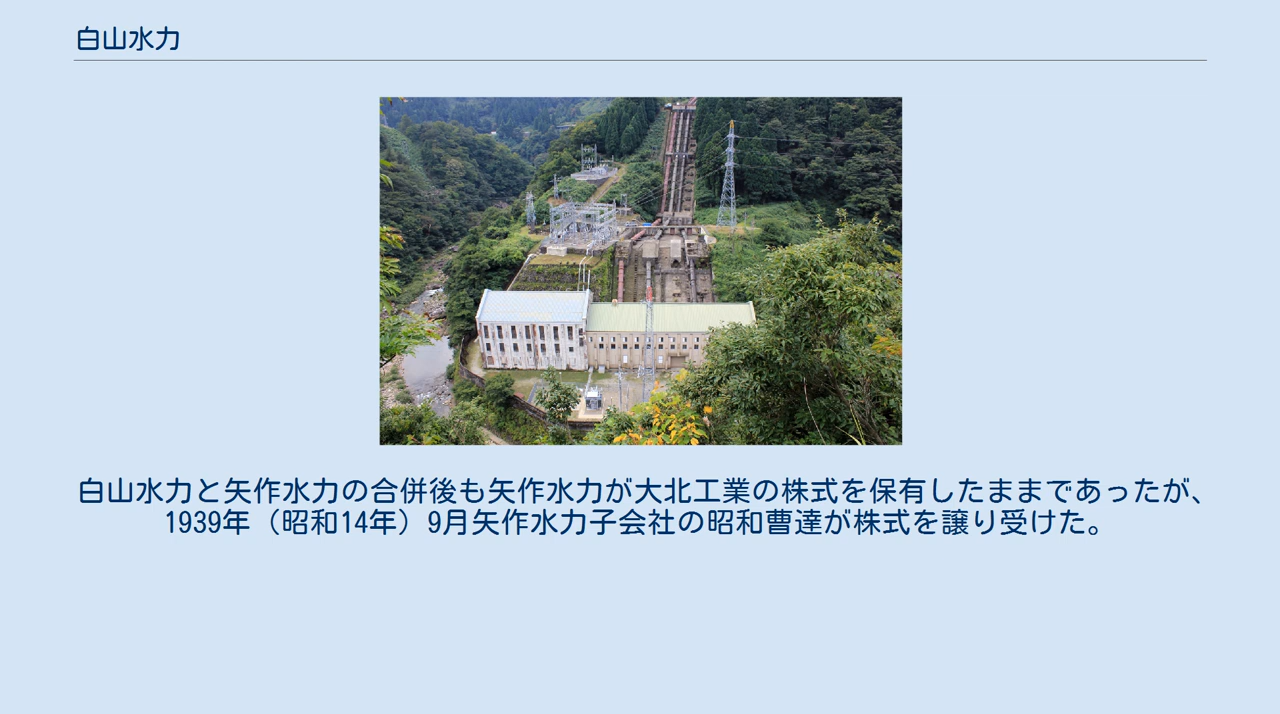 白山水力
白山水力と矢作水力の合併後も矢作水力が大北工業の株式を保有したままであったが、
1939年（昭和14年）9月矢作水力子会社の昭和曹達が株式を譲り受けた。